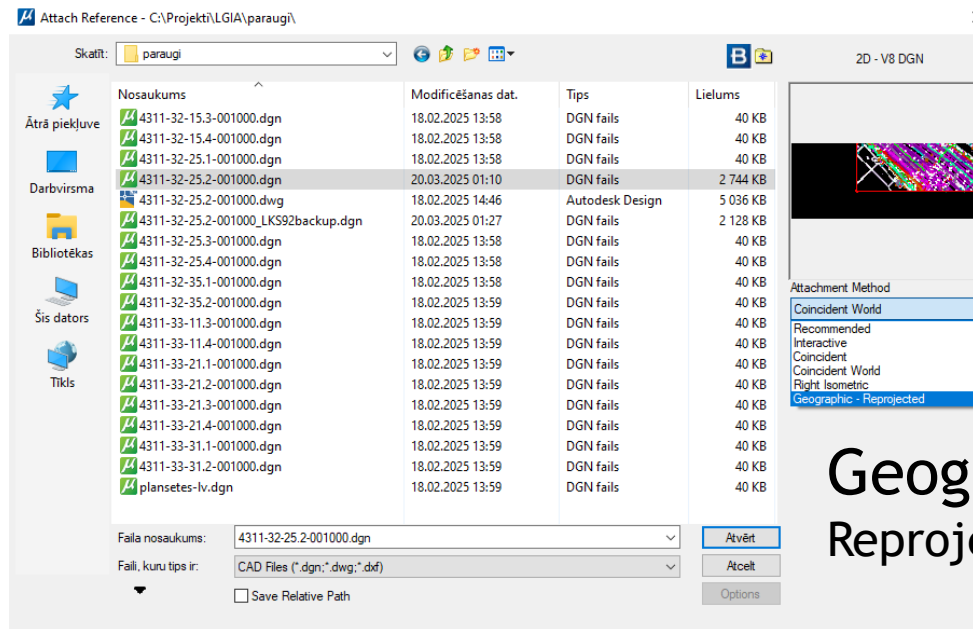 Attach Reference - C:\Projekti\LGIA\paraugi\
Skatīt: paraugi
2D - V8 DGN
Ātrā piekļuve
Darbvirsma
Bibliotēkas
Šis dators
Tīkls
Nosaukums Modificēšanas dat. Tips Lielums
4311-32-15.3-001000.dgn 18.02.2025 13:58 DGN fails 40 KB
4311-32-15.4-001000.dgn 18.02.2025 13:58 DGN fails 40 KB
4311-32-25.1-001000.dgn 18.02.2025 13:58 DGN fails 40 KB
4311-32-25.2-001000.dgn 20.03.2025 01:10 DGN fails 2 744 KB
4311-32-25.2-001000.dwg 18.02.2025 14:46 Autodesk Design 5 036 KB
4311-32-25.2-001000_LKS92backup.dgn 20.03.2025 01:27 DGN fails 2 128 KB
4311-32-25.3-001000.dgn 18.02.2025 13:58 DGN fails 40 KB
4311-32-25.4-001000.dgn 18.02.2025 13:58 DGN fails 40 KB
4311-32-35.1-001000.dgn 18.02.2025 13:58 DGN fails 40 KB
4311-32-35.2-001000.dgn 18.02.2025 13:59 DGN fails 40 KB
4311-33-11.3-001000.dgn 18.02.2025 13:59 DGN fails 40 KB
4311-33-11.4-001000.dgn 18.02.2025 13:59 DGN fails 40 KB
4311-33-21.1-001000.dgn 18.02.2025 13:59 DGN fails 40 KB
4311-33-21.2-001000.dgn 18.02.2025 13:59 DGN fails 40 KB
4311-33-21.3-001000.dgn 18.02.2025 13:59 DGN fails 40 KB
4311-33-21.4-001000.dgn 18.02.2025 13:59 DGN fails 40 KB
4311-33-31.1-001000.dgn 18.02.2025 13:59 DGN fails 40 KB
4311-33-31.2-001000.dgn 18.02.2025 13:59 DGN fails 40 KB
plansetes-lv.dgn 18.02.2025 13:59 DGN fails 40 KB
Attachment Method
Coincident World
Recommended
Interactive
Coincident
Coincident World
Right Isometric
Geographic - Reprojected
Geog
Reproje
Faila nosaukums: 4311-32-25.2-001000.dgn Atvērt
Faili, kuru tips ir: CAD Files (*.dgn;*.dwg;*.dxf) Atcelt
Save Relative Path Options